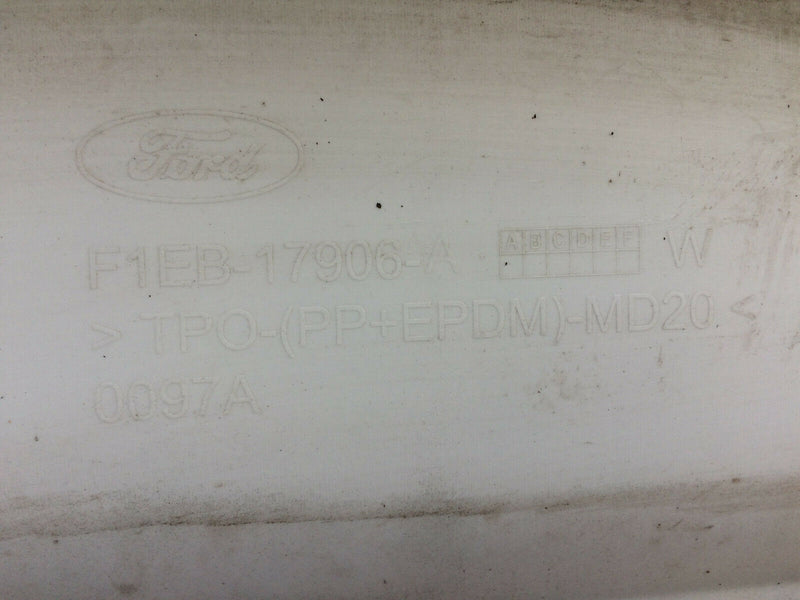 Ford
F1EB-17906-A ABCDEF W
> TPO-(PP+EPDM)-MD20 <
0097A